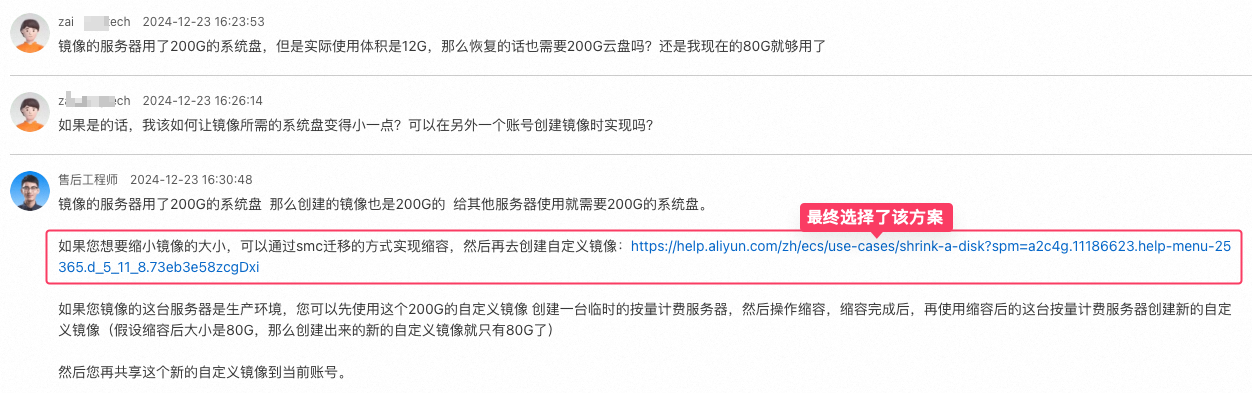 zai ech 2024-12-23 16:23:53
镜像的服务器用了200G的系统盘，但是实际使用体积是12G，那么恢复的话也需要200G云盘吗？还是我现在的80G就够用了
ech 2024-12-23 16:26:14
如果是的话，我该如何让镜像所需的系统盘变得小一点？可以在另外一个账号创建镜像时实现吗？
售后工程师 2024-12-23 16:30:48
镜像的服务器用了200G的系统盘 那么创建的镜像也是200G的 给其他服务器使用就需要200G的系统盘。
最终选择了该方案
如果您想要缩小镜像的大小，可以通过smc迁移的方式实现缩容，然后再去创建自定义镜像：https://help.aliyun.com/zh/ecs/use-cases/shrink-a-disk?spm=a2c4g.11186623.help-menu-25
365.d_5_11_8.73eb3e58zcgDxi
如果您镜像的这台服务器是生产环境，您可以先使用这个200G的自定义镜像 创建一台临时的按量计费服务器，然后操作缩容，缩容完成后，再使用缩容后的这台按量计费服务器创建新的自定
义镜像（假设缩容后大小是80G，那么创建出来的新的自定义镜像就只有80G了）
然后您再共享这个新的自定义镜像到当前账号。